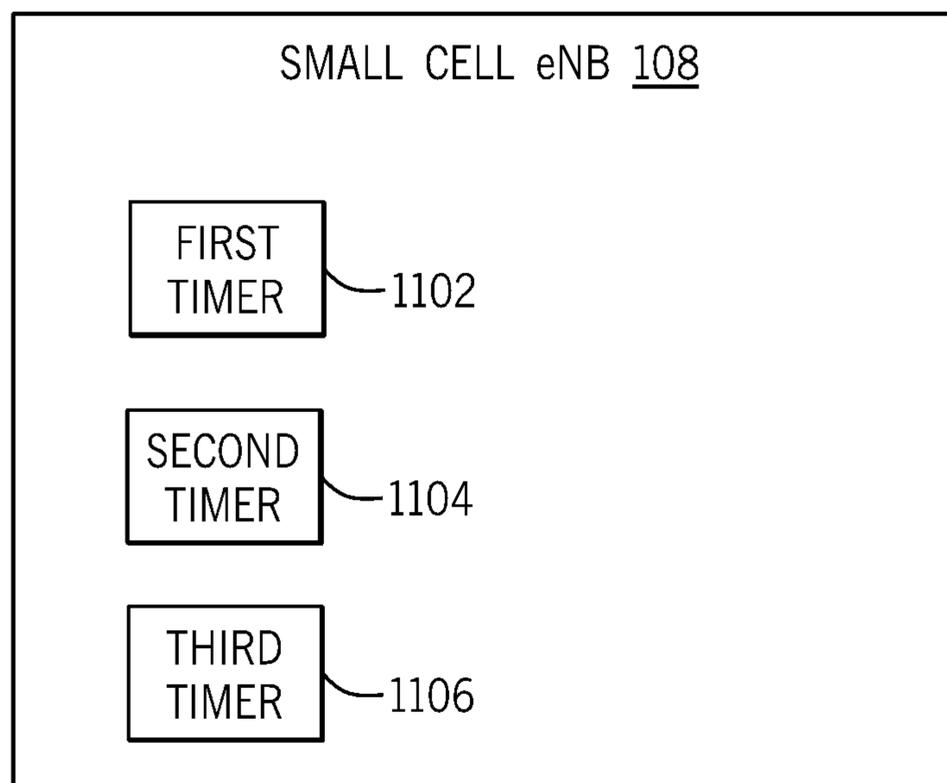 SMALL CELL eNB 108
FIRST
TIMER
1102
SECOND
TIMER
1104
THIRD
TIMER
1106